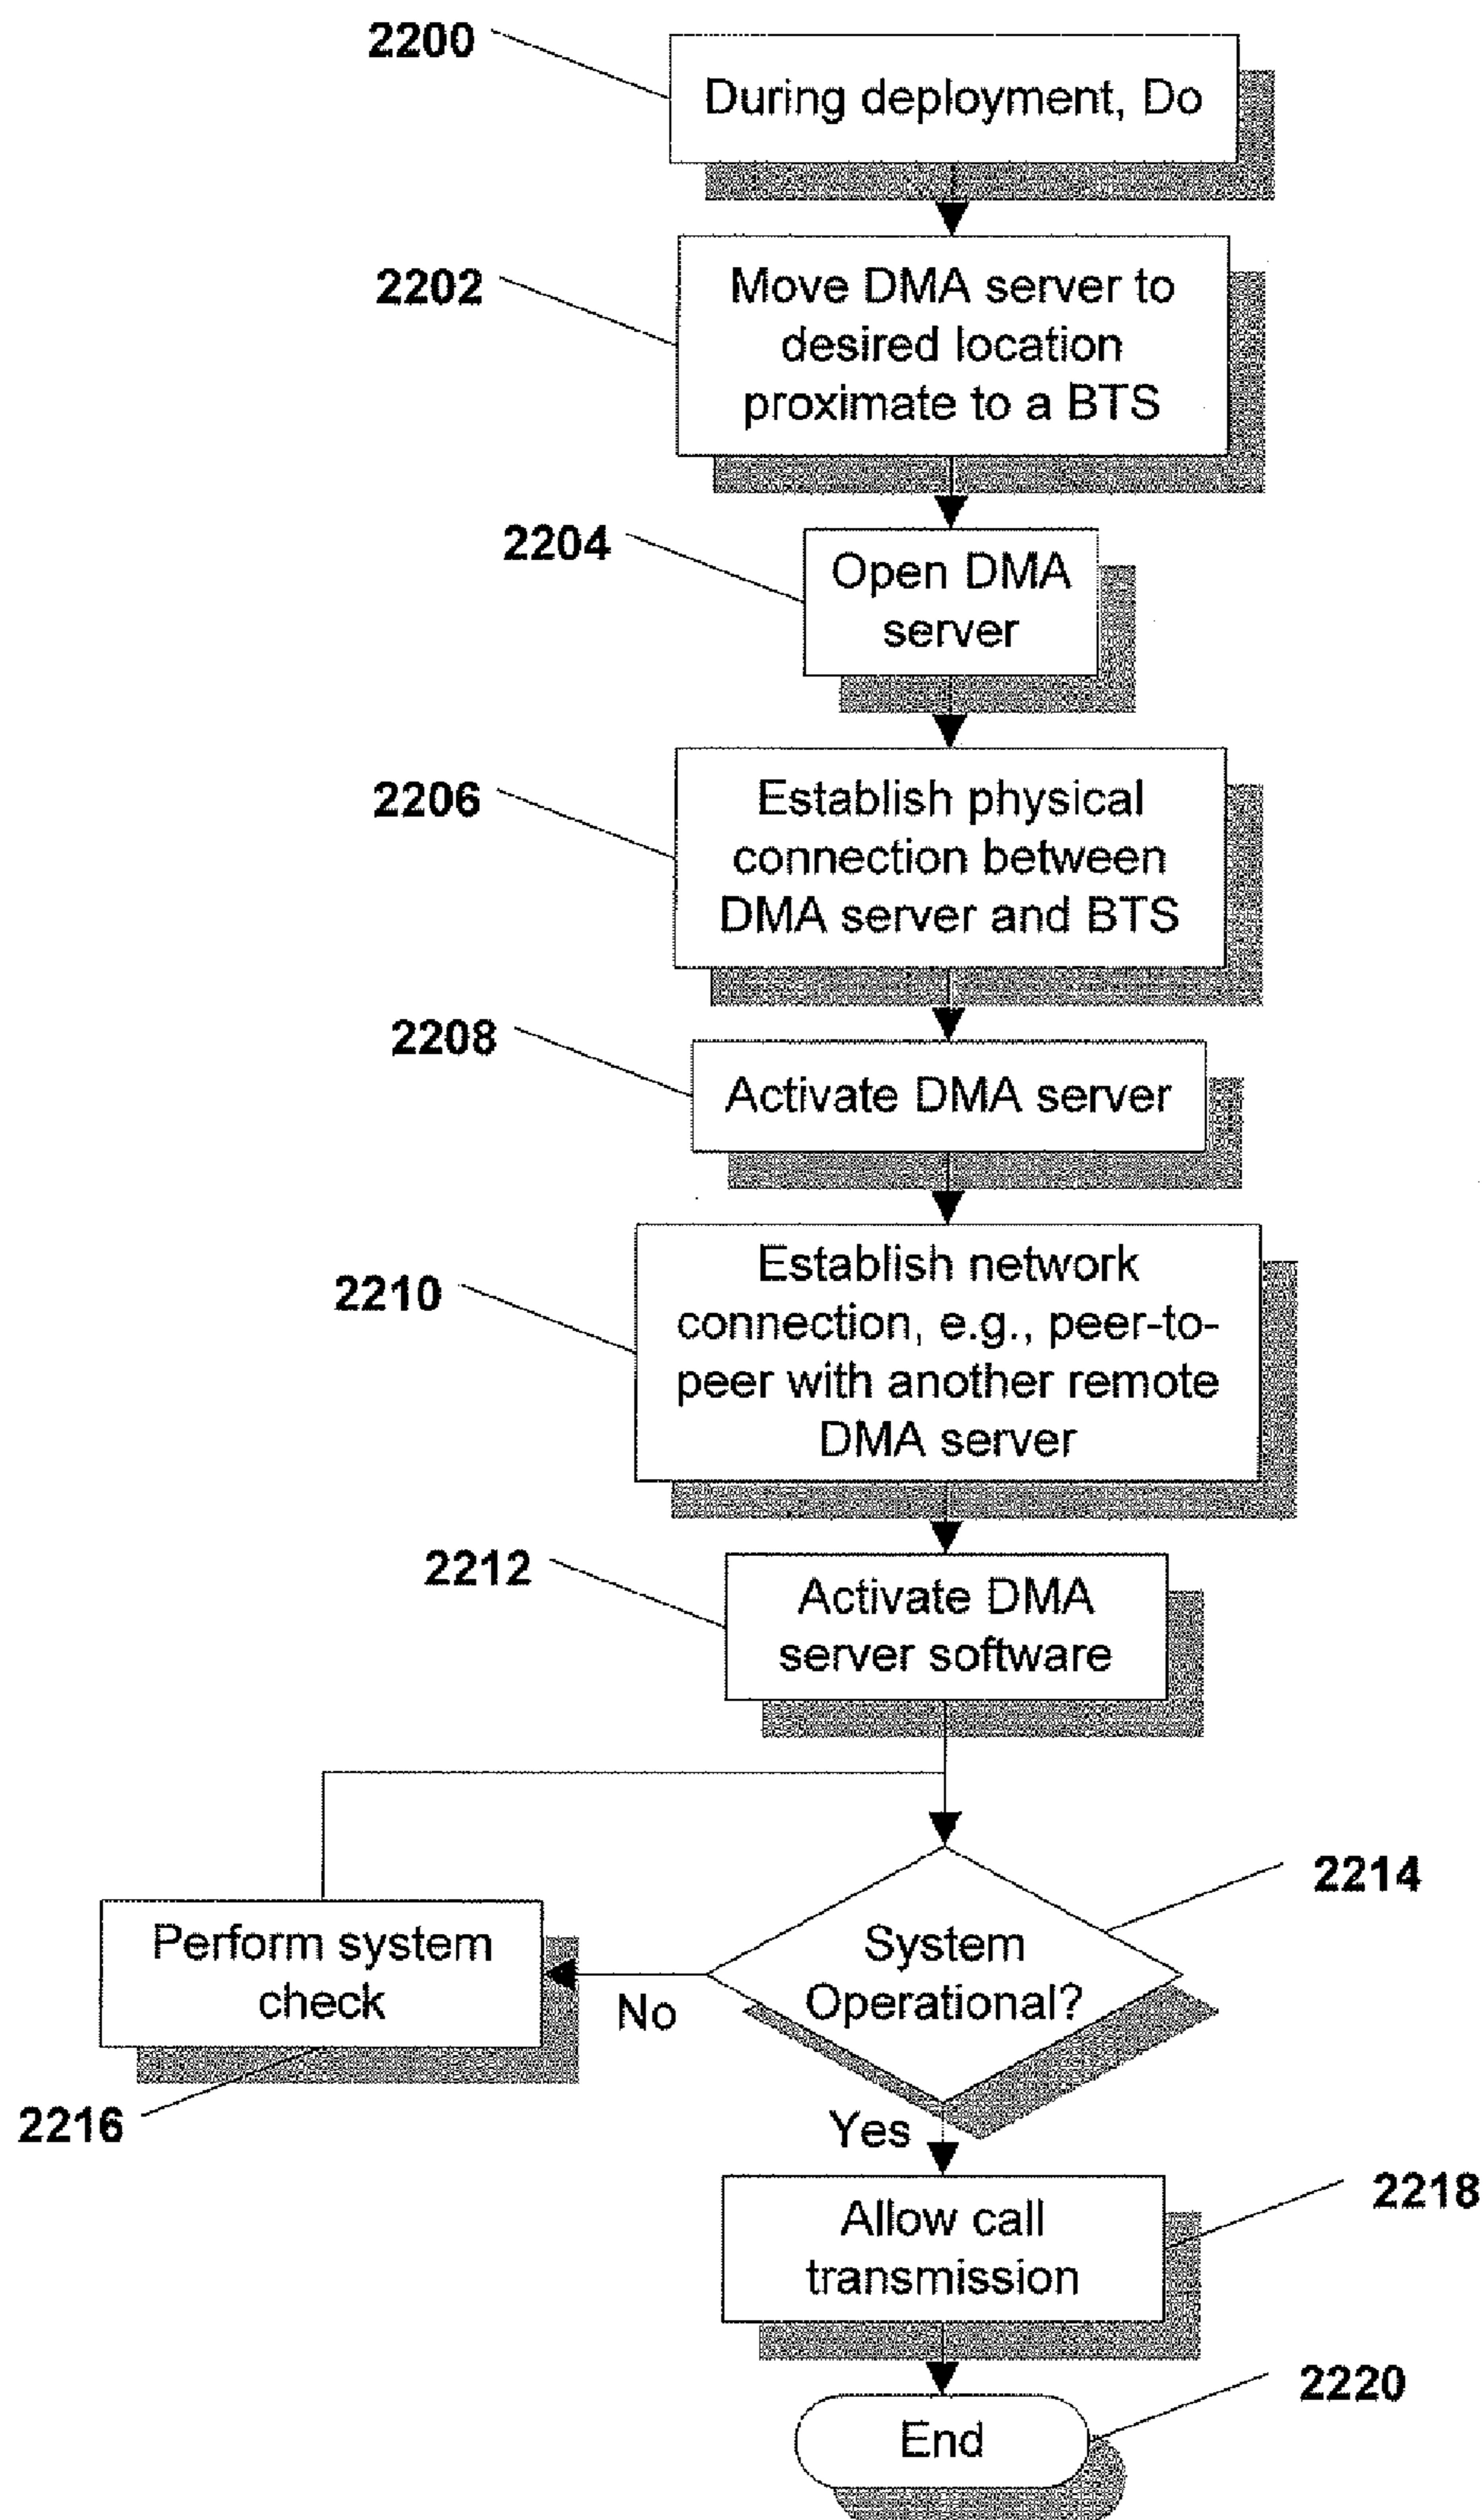 2200
During deployment, Do
2202
Move DMA server to
desired location
proximate to a BTS
2204
Open DMA
server
2206
Establish physical
connection between
DMA server and BTS
2208
Activate DMA server
2210
Establish network
connection, e.g., peer-to-
peer with another remote
DMA server
2212
Activate DMA
server software
2214
System
Operational?
Perform system
check
No
2216
Yes
2218
Allow call
transmission
2220
End